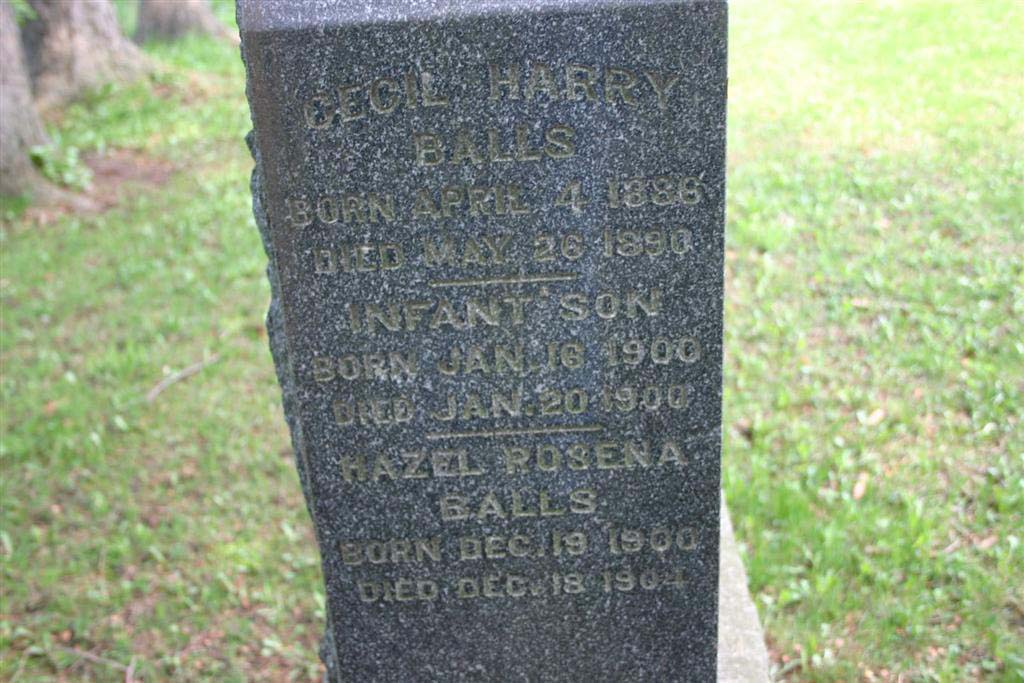 CECIL HARRY
BALLS
BORN APRIL 4 1886
DIED MAY. 26 1890
INFANT SON
BORN JAN. 16 1900
DIED JAN. 20 1900
HAZEL ROSENA
BALLS
BORN DEC. 19 1900
DIED DEC. 18 1904